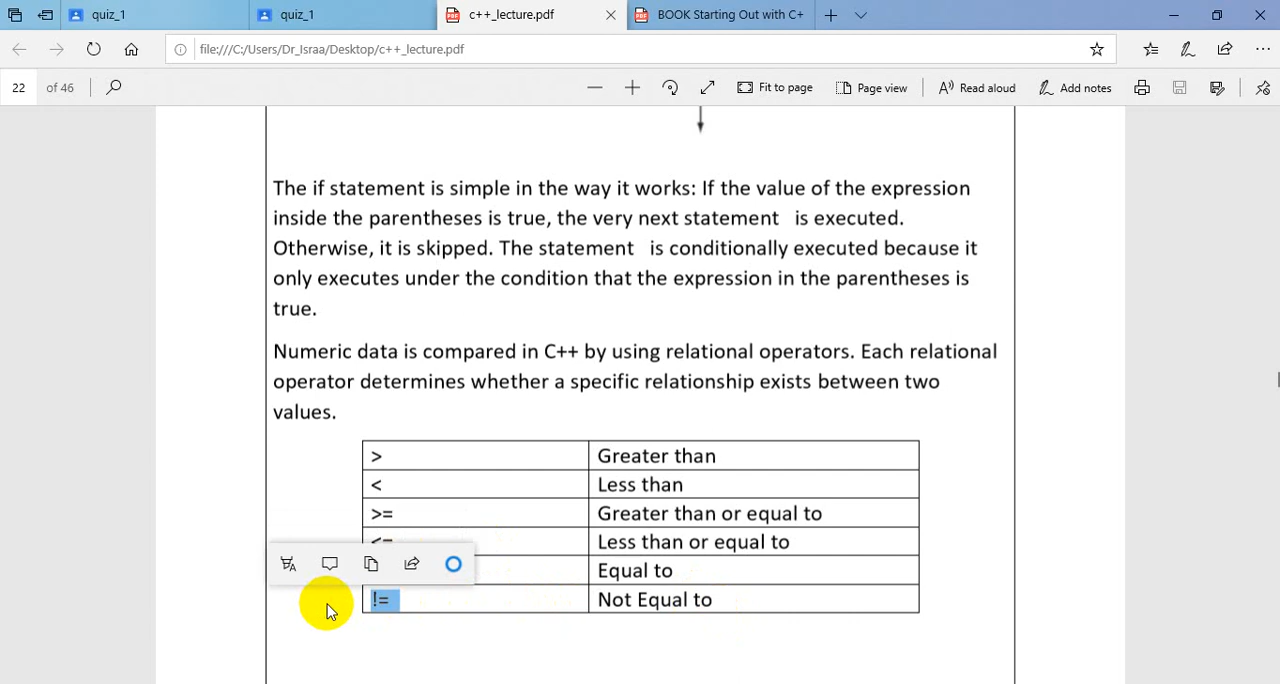 quiz_1
quiz_1
c++_lecture.pdf
BOOK Starting Out with C+
file:///C:/Users/Dr_Israa/Desktop/c++_lecture.pdf
22 of 46
Fit to page
Page view
Read aloud
Add notes
The if statement is simple in the way it works: If the value of the expression
inside the parentheses is true, the very next statement is executed.
Otherwise, it is skipped. The statement is conditionally executed because it
only executes under the condition that the expression in the parentheses is
true.
Numeric data is compared in C++ by using relational operators. Each relational
operator determines whether a specific relationship exists between two
values.
> Greater than
< Less than
>= Greater than or equal to
<= Less than or equal to
Equal to
!= Not Equal to